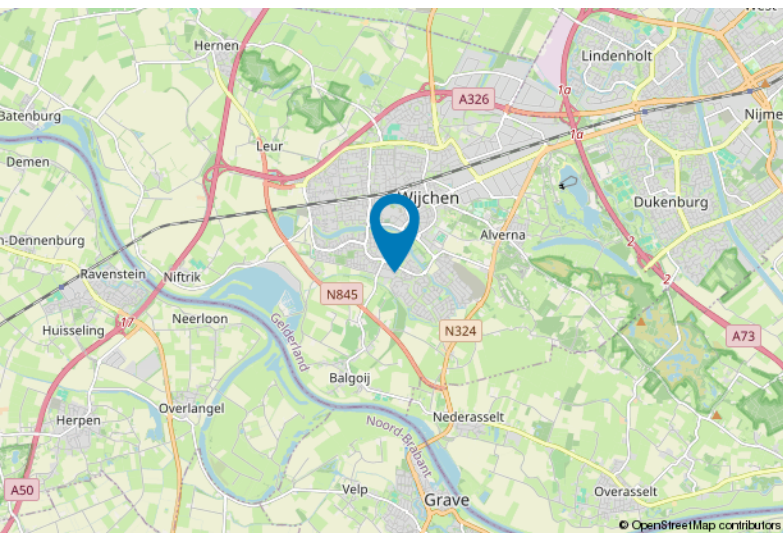 West
Hernen
Lindenholt
A326
1a
Batenburg
Nijme
1a
Leur
Demen
Wijchen
Dukenburg
Alverna
n-Dennenburg
2
Ravenstein
Niftrik
2
N845
Neerloon
17
Huisseling
Gelderland
N324
A73
Balgoij
Overlangel
Nederasselt
Herpen
Noord-Brabant
A50
Velp
Overasselt
Grave
© OpenStreetMap contributors